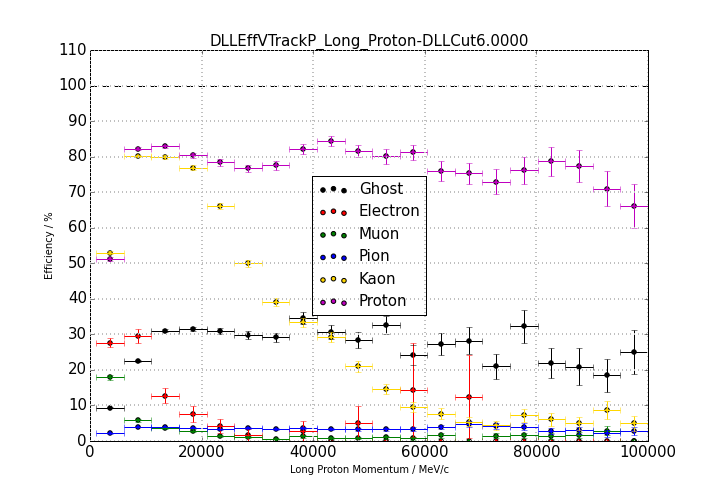 DLLEffVTrackP_Long_Proton-DLLCut6.0000
110
100
90
80
70
60
50
40
30
20
10
0
Efficiency / %
Ghost
Electron
Muon
Pion
Kaon
Proton
0 20000 40000 60000 80000 100000
Long Proton Momentum / MeV/c